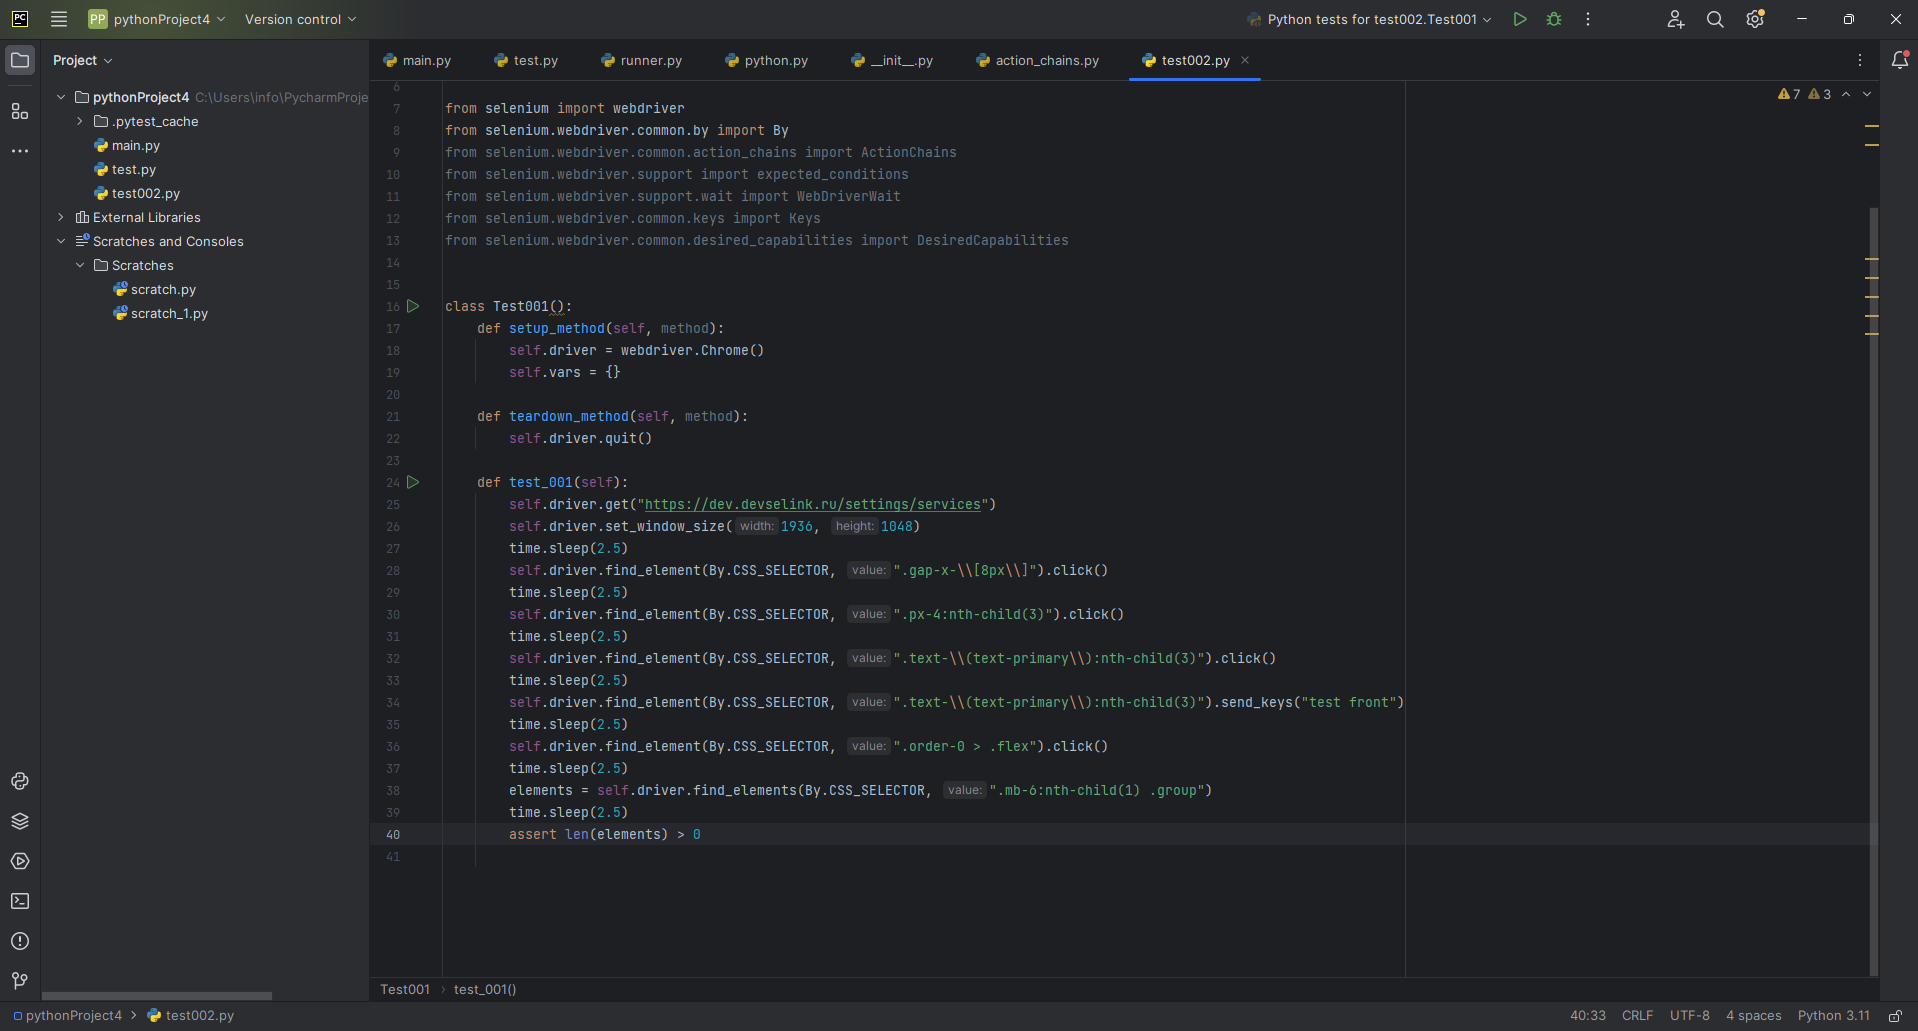 PC
PP pythonProject4
Version control
Python tests for test002.Test001
Project
main.py
test.py
runner.py
python.py
__init__.py
action_chains.py
test002.py
pythonProject4 C:\Users\info\PycharmProje
.pytest_cache
main.py
test.py
test002.py
External Libraries
Scratches and Consoles
Scratches
scratch.py
scratch_1.py
7 3
6
7 from selenium import webdriver
8 from selenium.webdriver.common.by import By
9 from selenium.webdriver.common.action_chains import ActionChains
10 from selenium.webdriver.support import expected_conditions
11 from selenium.webdriver.support.wait import WebDriverWait
12 from selenium.webdriver.common.keys import Keys
13 from selenium.webdriver.common.desired_capabilities import DesiredCapabilities
14
15
16 class Test001():
17 def setup_method(self, method):
18 self.driver = webdriver.Chrome()
19 self.vars = {}
20
21 def teardown_method(self, method):
22 self.driver.quit()
23
24 def test_001(self):
25 self.driver.get("https://dev.devselink.ru/settings/services")
26 self.driver.set_window_size( width: 1936, height: 1048)
27 time.sleep(2.5)
28 self.driver.find_element(By.CSS_SELECTOR, value: ".gap-x-\\[8px\\]").click()
29 time.sleep(2.5)
30 self.driver.find_element(By.CSS_SELECTOR, value: ".px-4:nth-child(3)").click()
31 time.sleep(2.5)
32 self.driver.find_element(By.CSS_SELECTOR, value: ".text-\\(text-primary\\):nth-child(3)").click()
33 time.sleep(2.5)
34 self.driver.find_element(By.CSS_SELECTOR, value: ".text-\\(text-primary\\):nth-child(3)").send_keys("test front")
35 time.sleep(2.5)
36 self.driver.find_element(By.CSS_SELECTOR, value: ".order-0 > .flex").click()
37 time.sleep(2.5)
38 elements = self.driver.find_elements(By.CSS_SELECTOR, value: ".mb-6:nth-child(1) .group")
39 time.sleep(2.5)
40 assert len(elements) > 0
41
Test001 › test_001()
pythonProject4 > test002.py
40:33 CRLF UTF-8 4 spaces Python 3.11